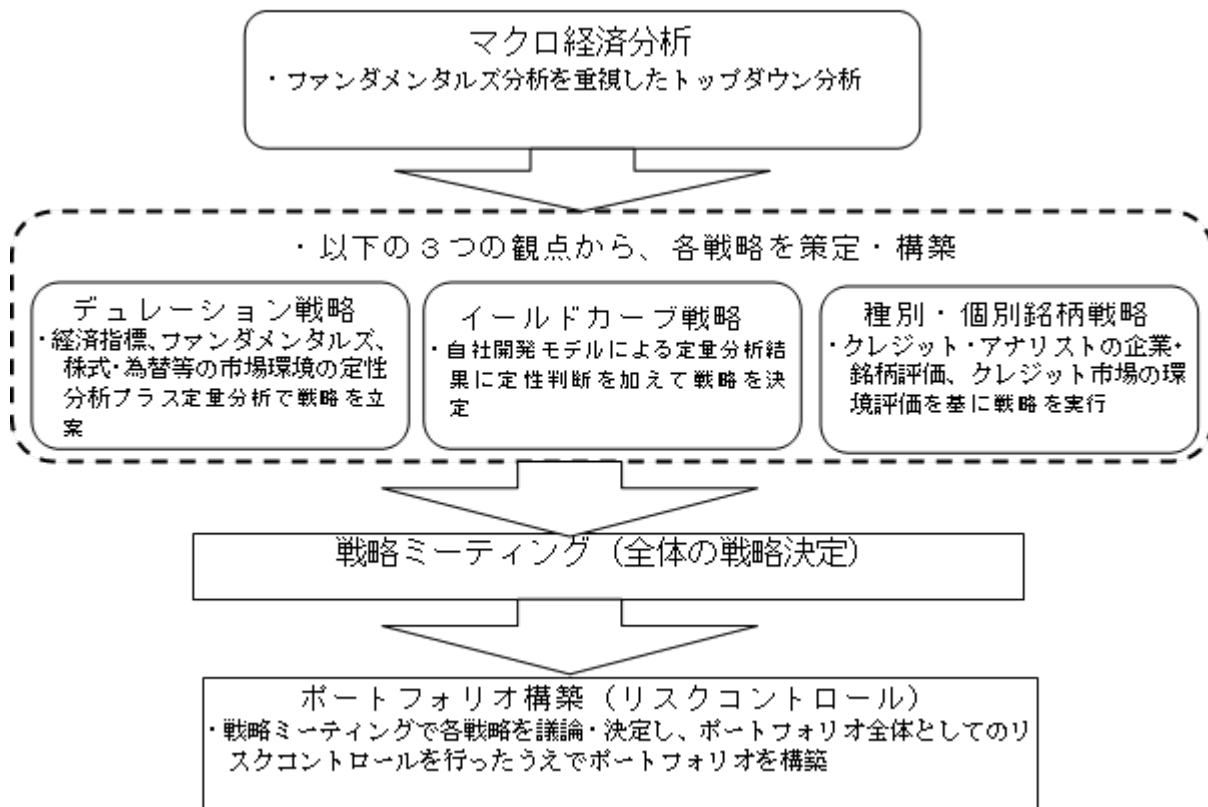 マクロ経済分析
・ファンダメンタルズ分析を重視したトップダウン分析
・以下の3つの観点から、各戦略を策定・構築
デュレーション戦略
・経済指標、ファンダメンタルズ、
株式・為替等の市場環境の定性
分析プラス定量分析で戦略を立
案
イールドカーブ戦略
・自社開発モデルによる定量分析結
果に定性判断を加えて戦略を決
定
種別・個別銘柄戦略
・クレジット・アナリストの企業・
銘柄評価、クレジット市場の環
境評価を基に戦略を実行
戦略ミーティング（全体の戦略決定）
ポートフォリオ構築（リスクコントロール）
・戦略ミーティングで各戦略を議論・決定し、ポートフォリオ全体としてのリ
スクコントロールを行ったうえでポートフォリオを構築